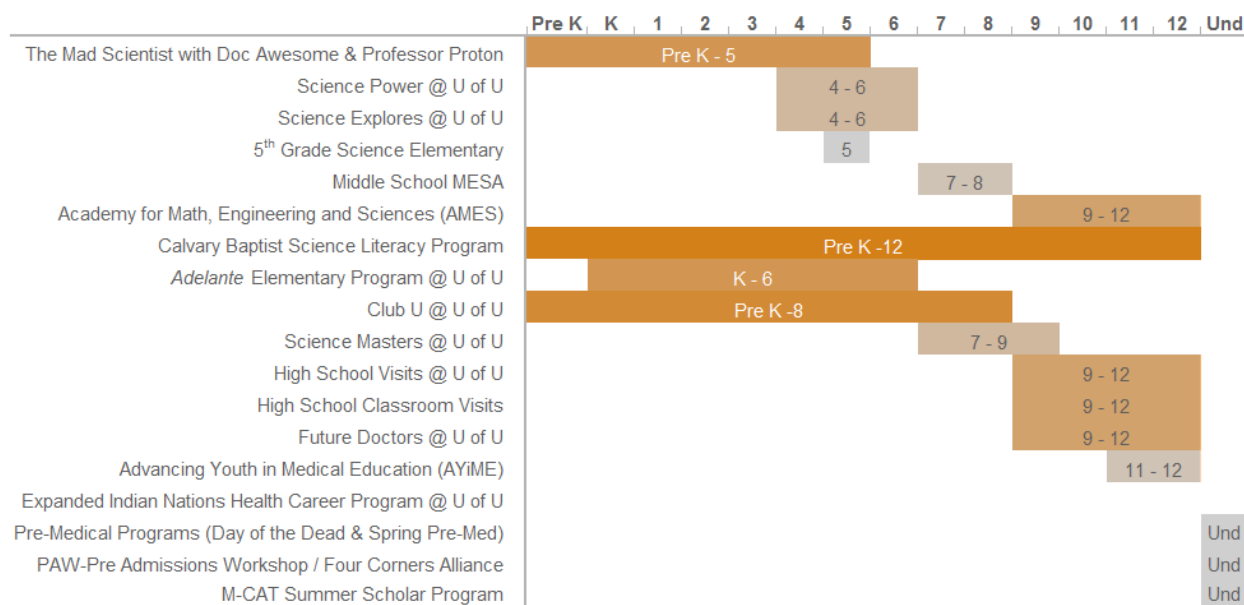 Pre K K 1 2 3 4 5 6 7 8 9 10 11 12 Und
The Mad Scientist with Doc Awesome & Professor Proton Pre K - 5
Science Power @ U of U 4 - 6
Science Explores @ U of U 4 - 6
5th Grade Science Elementary 5
Middle School MESA 7 - 8
Academy for Math, Engineering and Sciences (AMES) 9 - 12
Calvary Baptist Science Literacy Program Pre K -12
Adelante Elementary Program @ U of U K - 6
Club U @ U of U Pre K -8
Science Masters @ U of U 7 - 9
High School Visits @ U of U 9 - 12
High School Classroom Visits 9 - 12
Future Doctors @ U of U 9 - 12
Advancing Youth in Medical Education (AYiME) 11 - 12
Expanded Indian Nations Health Career Program @ U of U
Pre-Medical Programs (Day of the Dead & Spring Pre-Med) Und
PAW-Pre Admissions Workshop / Four Corners Alliance Und
M-CAT Summer Scholar Program Und